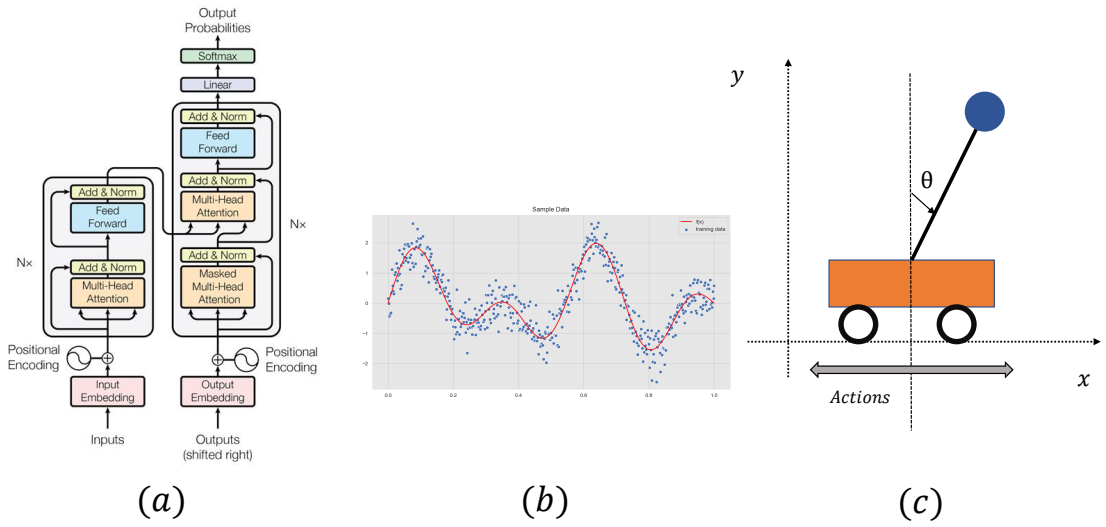 Output
Probabilities
Softmax
Linear
Add & Norm
Feed
Forward
Add & Norm
Multi-Head
Attention
Add & Norm
Masked
Multi-Head
Attention
Nx
Add & Norm
Feed
Forward
Nx
Add & Norm
Multi-Head
Attention
Positional
Encoding
Positional
Encoding
Input
Embedding
Output
Embedding
Inputs
Outputs
(shifted right)
(a)
Sample Data
f(x)
training data
2
1
0
−1
−2
0.0 0.2 0.4 0.6 0.8 1.0
(b)
y
θ
x
Actions
(c)